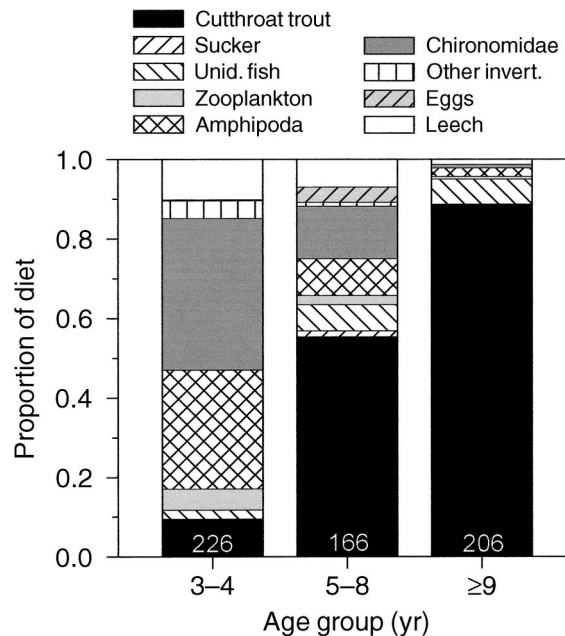 Cutthroat trout
Sucker Chironomidae
Unid. fish Other invert.
Zooplankton Eggs
Amphipoda Leech
1.0
0.8
0.6
0.4
0.2
0.0
Proportion of diet
226 166 206
3–4 5–8 ≥9
Age group (yr)